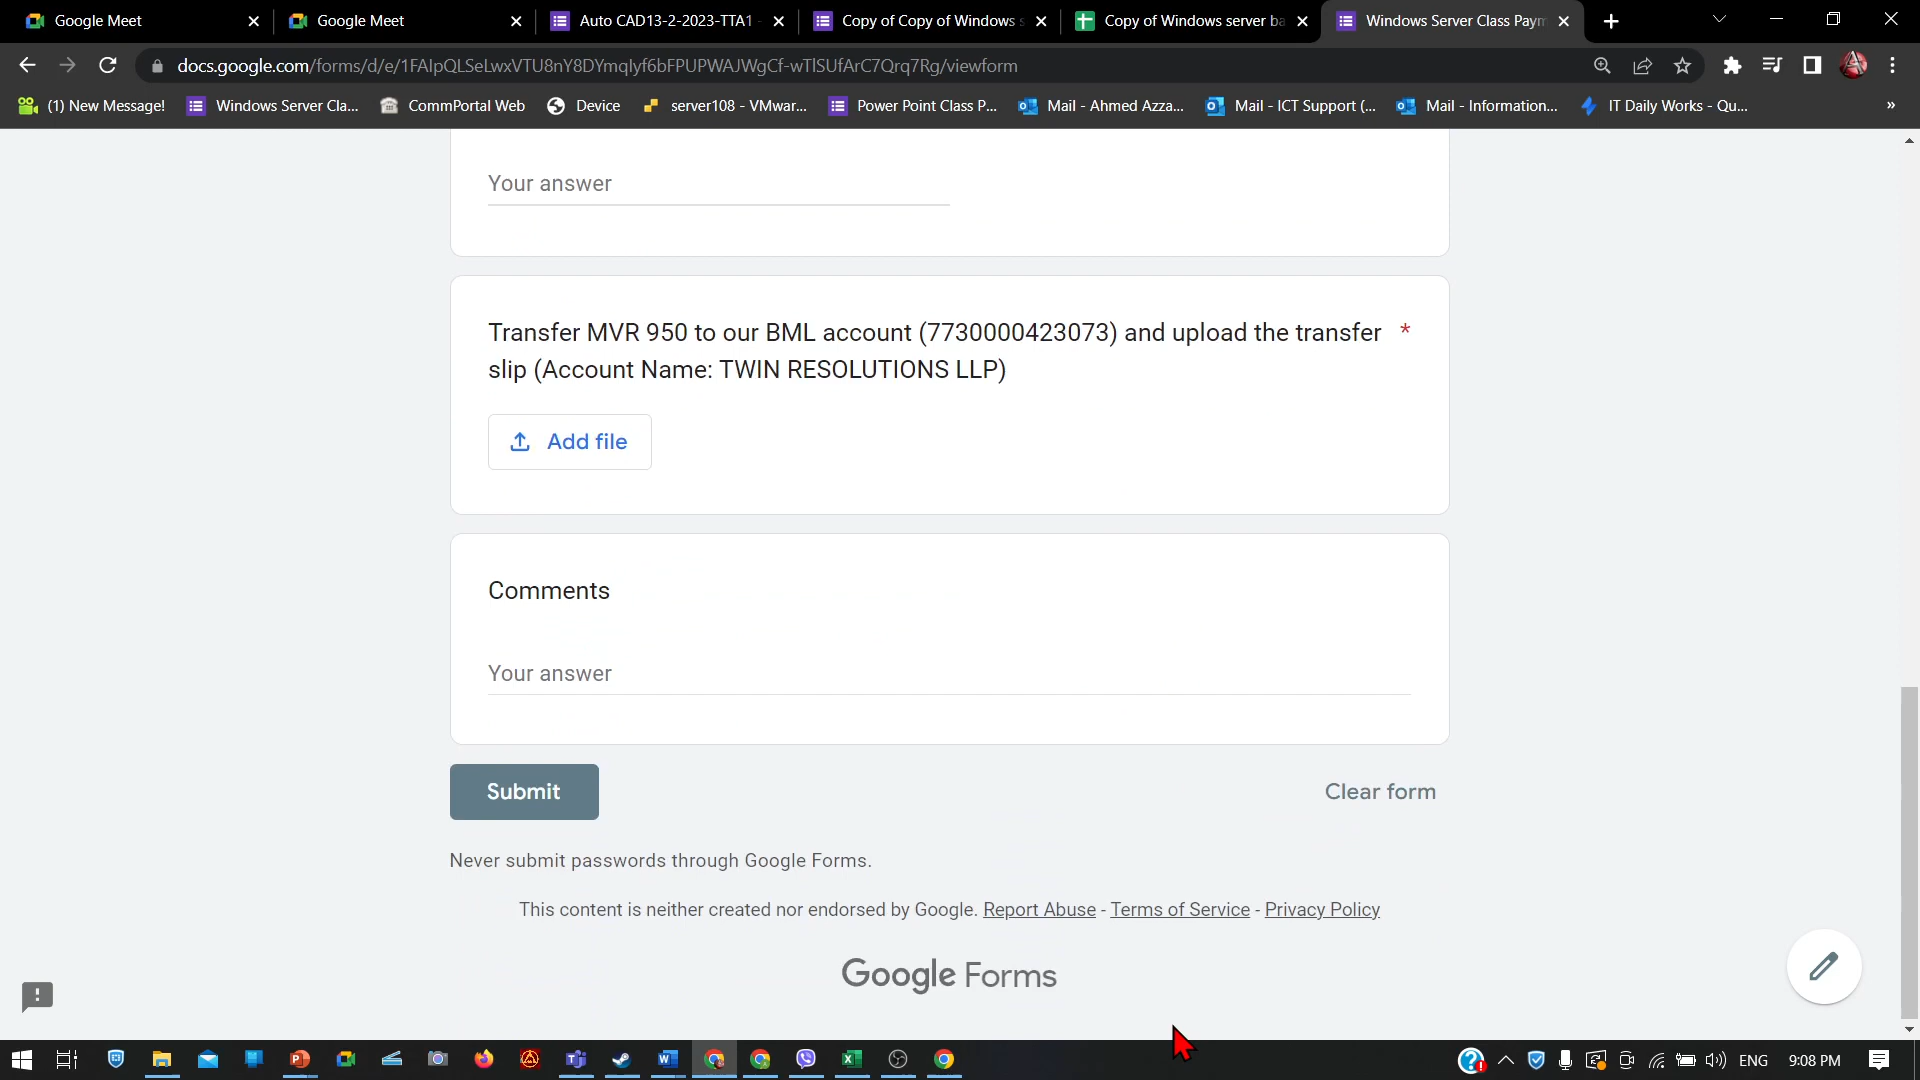 Google Meet
Google Meet
Auto CAD13-2-2023-TTA1 -
Copy of Copy of Windows s
Copy of Windows server ba
Windows Server Class Paym
docs.google.com/forms/d/e/1FAIpQLSeLwxVTU8nY8DYmqIyf6bFPUPWAJWgCf-wTlSUfArC7Qrq7Rg/viewform
(1) New Message!
Windows Server Cla...
CommPortal Web
Device
server108 - VMwar...
Power Point Class P...
Mail - Ahmed Azza...
Mail - ICT Support (...
Mail - Information...
IT Daily Works - Qu...
»
Your answer
Transfer MVR 950 to our BML account (7730000423073) and upload the transfer *
slip (Account Name: TWIN RESOLUTIONS LLP)
Add file
Comments
Your answer
Submit
Clear form
Never submit passwords through Google Forms.
This content is neither created nor endorsed by Google. Report Abuse - Terms of Service - Privacy Policy
Google Forms
ENG
9:08 PM